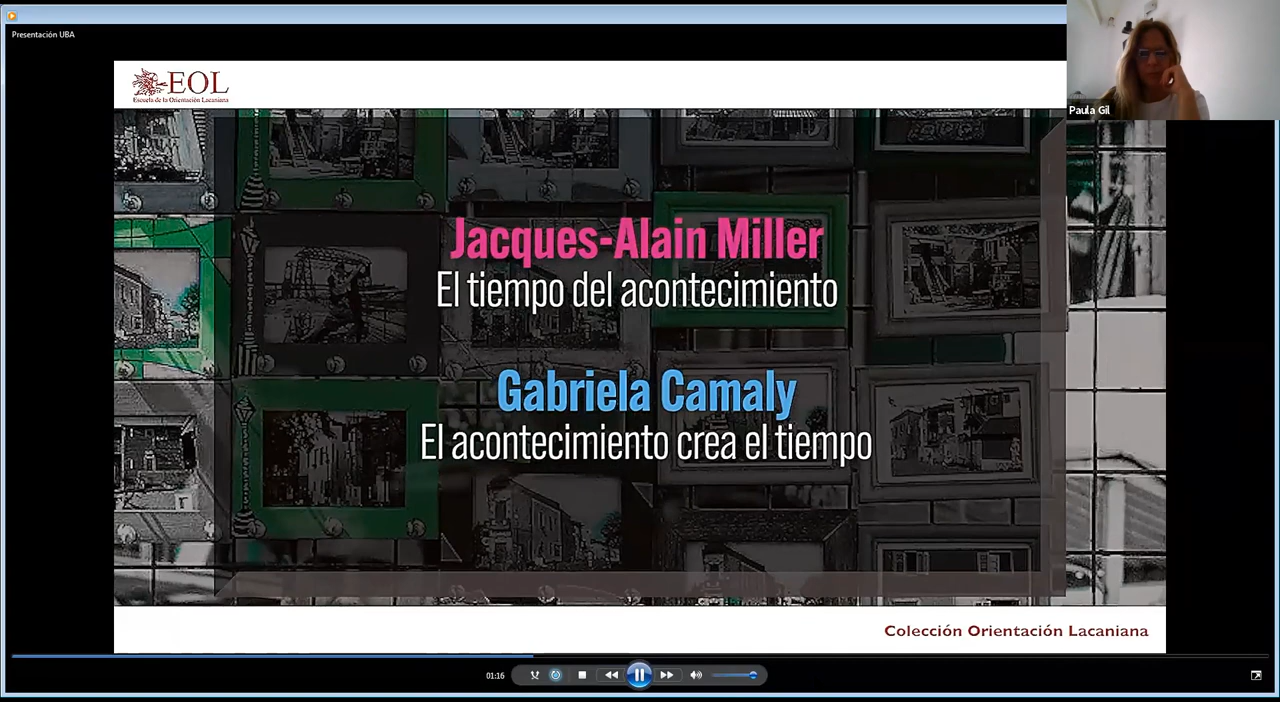 Presentación UBA
EOL
Escuela de la Orientación Lacaniana
Paula Gil
Jacques-Alain Miller
El tiempo del acontecimiento
Gabriela Camaly
El acontecimiento crea el tiempo
Colección Orientación Lacaniana
01:16